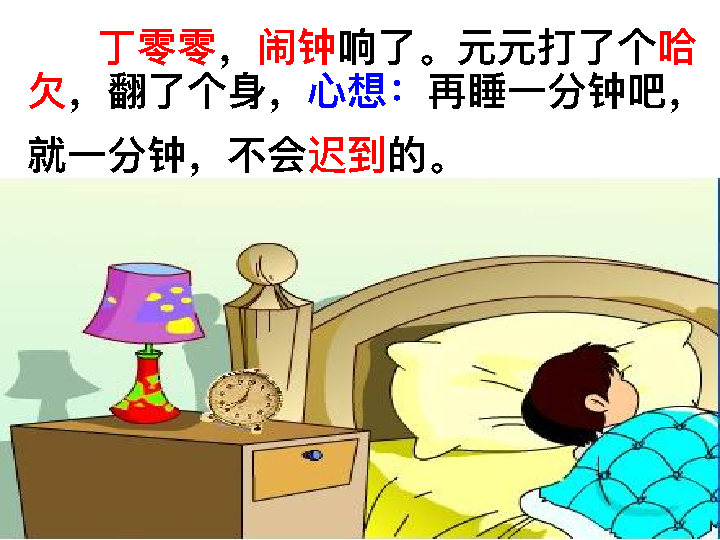 丁零零，闹钟响了。元元打了个哈
欠，翻了个身，心想：再睡一分钟吧，
就一分钟，不会迟到的。